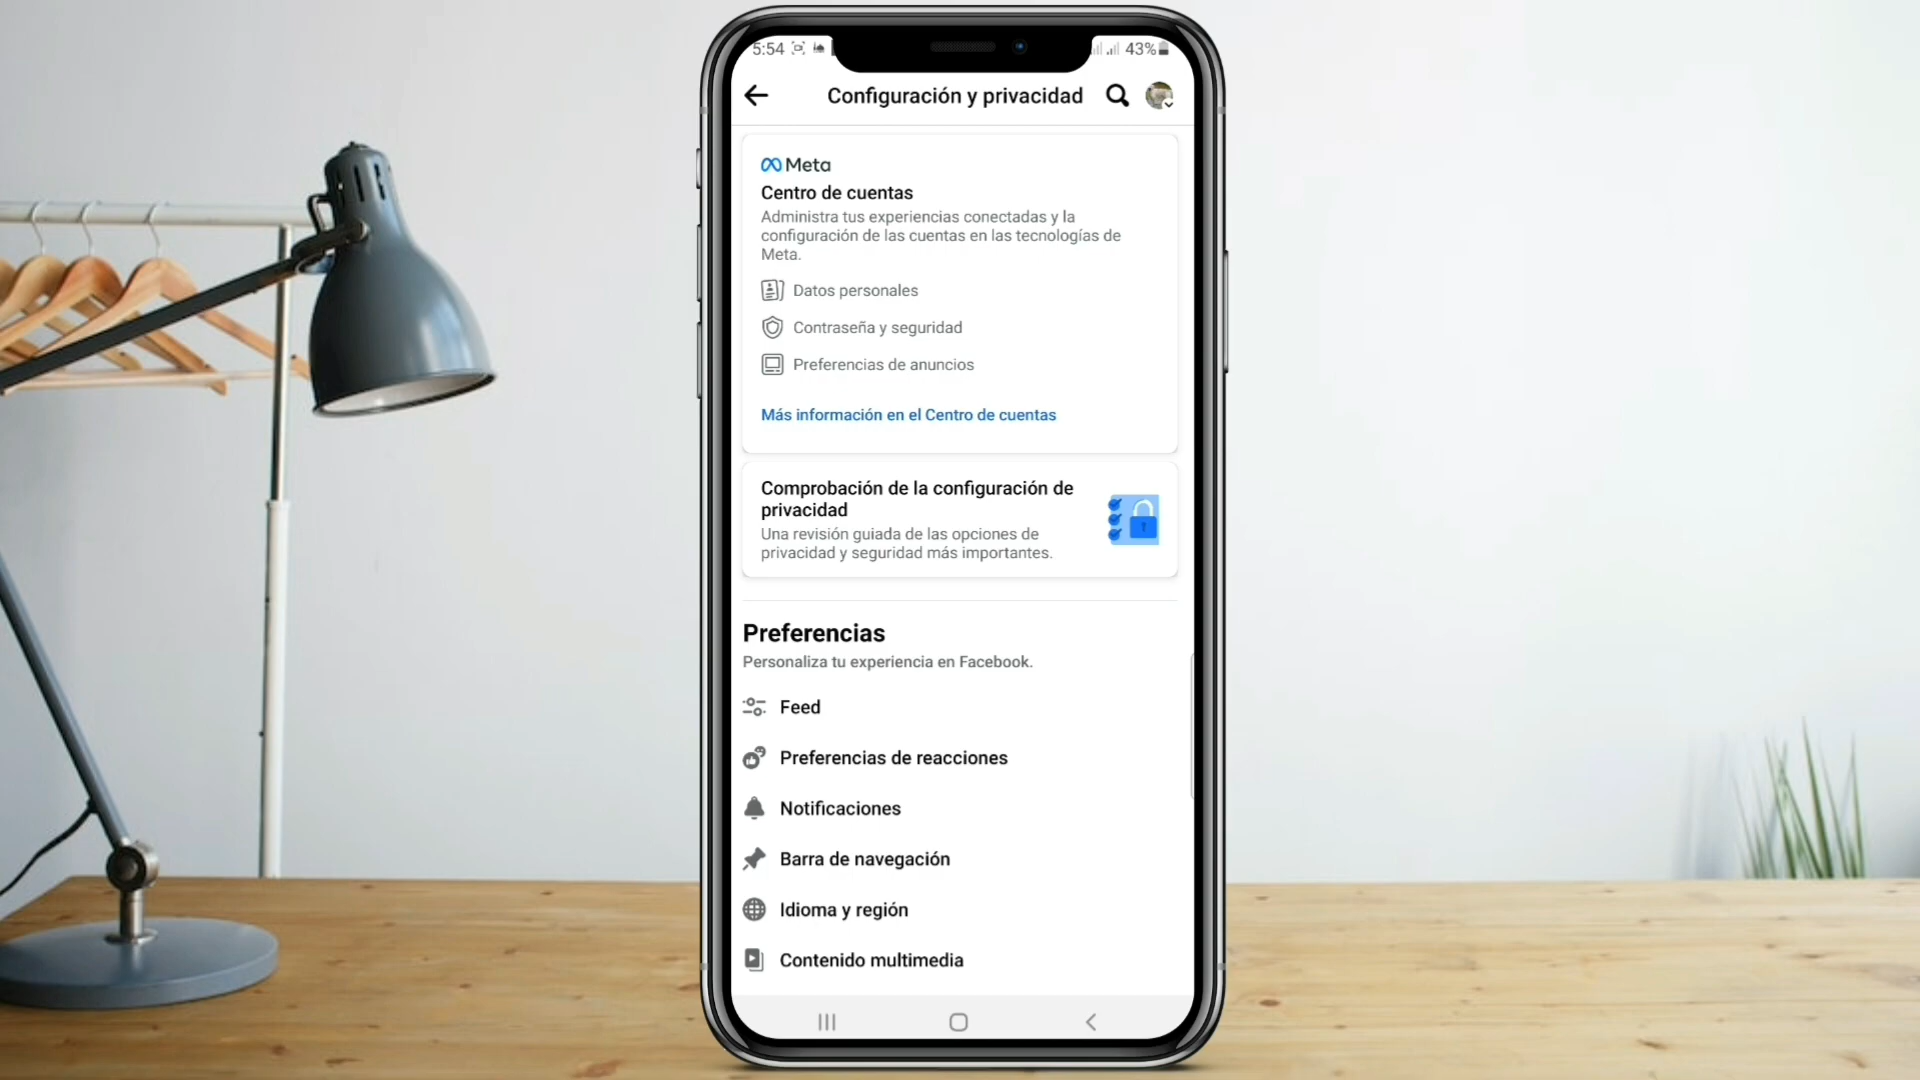 5:54
43%
Configuración y privacidad
Meta
Centro de cuentas
Administra tus experiencias conectadas y la
configuración de las cuentas en las tecnologías de
Meta.
Datos personales
Contraseña y seguridad
Preferencias de anuncios
Más información en el Centro de cuentas
Comprobación de la configuración de
privacidad
Una revisión guiada de las opciones de
privacidad y seguridad más importantes.
Preferencias
Personaliza tu experiencia en Facebook.
Feed
Preferencias de reacciones
Notificaciones
Barra de navegación
Idioma y región
Contenido multimedia